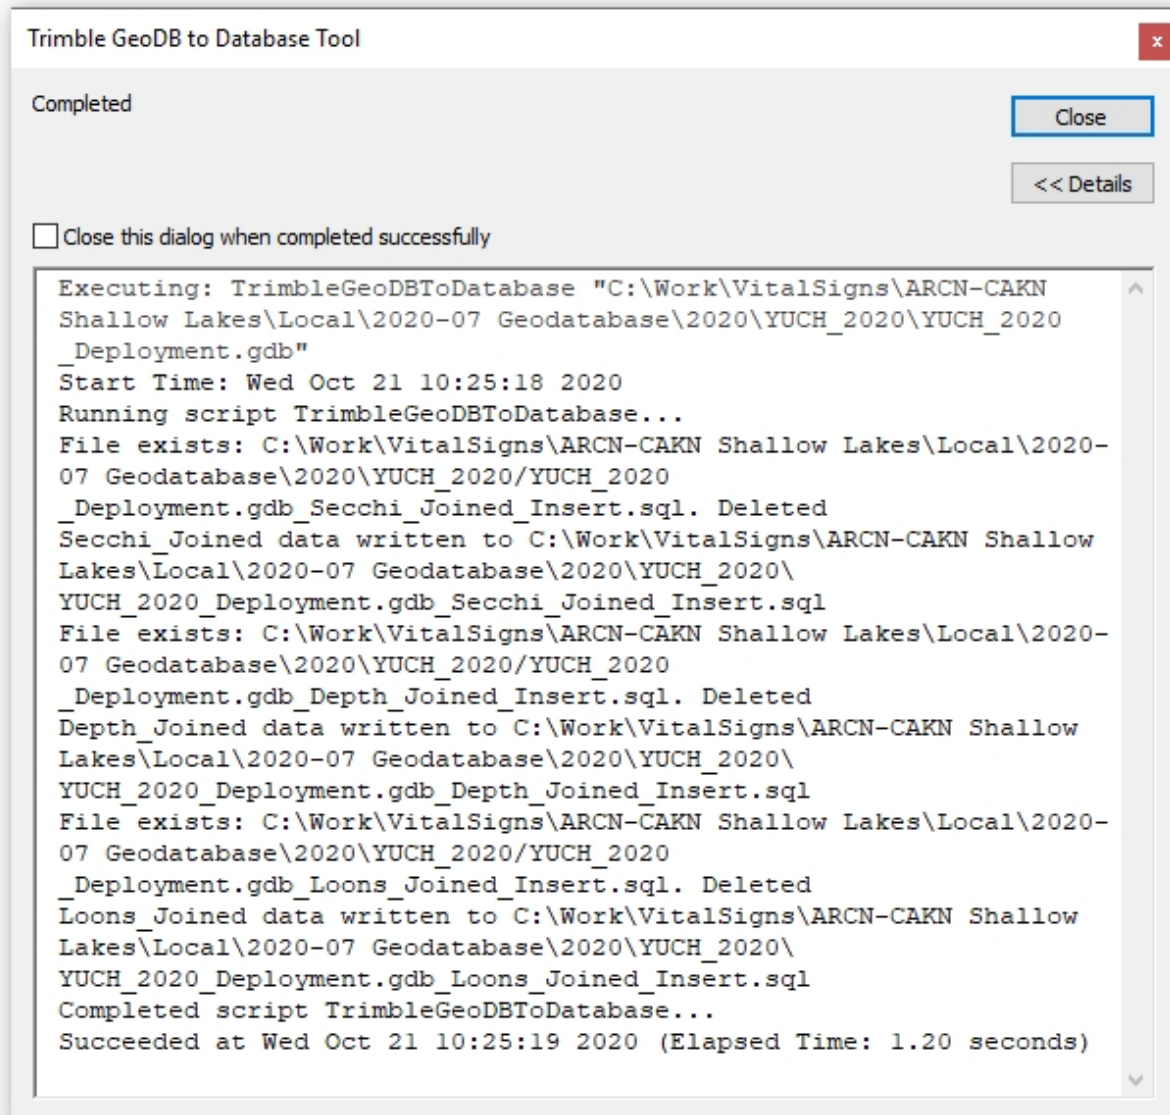 Trimble GeoDB to Database Tool
x
Completed
Close
<< Details
Close this dialog when completed successfully
Executing: TrimbleGeoDBToDatabase "C:\Work\VitalSigns\ARCN-CAKN
Shallow Lakes\Local\2020-07 Geodatabase\2020\YUCH_2020\YUCH_2020
_Deployment.gdb"
Start Time: Wed Oct 21 10:25:18 2020
Running script TrimbleGeoDBToDatabase...
File exists: C:\Work\VitalSigns\ARCN-CAKN Shallow Lakes\Local\2020-
07 Geodatabase\2020\YUCH_2020/YUCH_2020
_Deployment.gdb_Secchi_Joined_Insert.sql. Deleted
Secchi_Joined data written to C:\Work\VitalSigns\ARCN-CAKN Shallow
Lakes\Local\2020-07 Geodatabase\2020\YUCH_2020\
YUCH_2020_Deployment.gdb_Secchi_Joined_Insert.sql
File exists: C:\Work\VitalSigns\ARCN-CAKN Shallow Lakes\Local\2020-
07 Geodatabase\2020\YUCH_2020/YUCH_2020
_Deployment.gdb_Depth_Joined_Insert.sql. Deleted
Depth_Joined data written to C:\Work\VitalSigns\ARCN-CAKN Shallow
Lakes\Local\2020-07 Geodatabase\2020\YUCH_2020\
YUCH_2020_Deployment.gdb_Depth_Joined_Insert.sql
File exists: C:\Work\VitalSigns\ARCN-CAKN Shallow Lakes\Local\2020-
07 Geodatabase\2020\YUCH_2020/YUCH_2020
_Deployment.gdb_Loons_Joined_Insert.sql. Deleted
Loons_Joined data written to C:\Work\VitalSigns\ARCN-CAKN Shallow
Lakes\Local\2020-07 Geodatabase\2020\YUCH_2020\
YUCH_2020_Deployment.gdb_Loons_Joined_Insert.sql
Completed script TrimbleGeoDBToDatabase...
Succeeded at Wed Oct 21 10:25:19 2020 (Elapsed Time: 1.20 seconds)